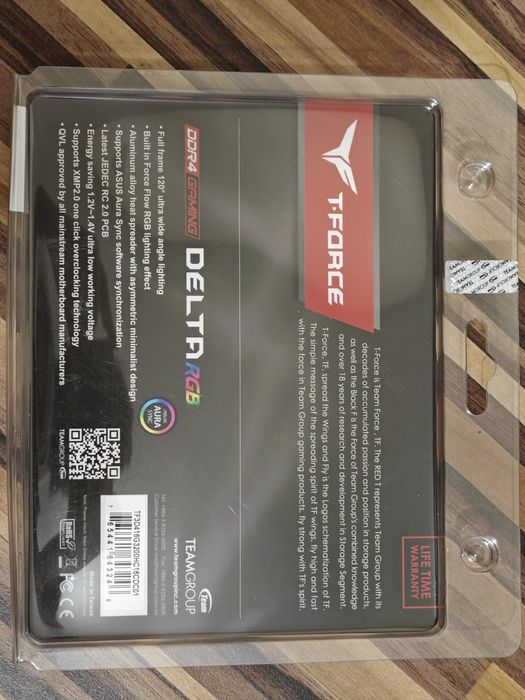 T-FORCE
T-Force is Team Force , TF. The RED T represents Team Group with its
decades of accumulated passion and position in storage products,
as well as the Black F is the Force of Team Group's combined knowledge
and over 18 years of research and development in Storage Segment.
T-Force, TF, spread the Wings and Fly is the Logos schematization of TF.
The simple message of the spreading spirit of TF wings, fly high and fast
with the force in Team Group gaming products, fly strong with TF's spirit.
LIFE TIME
WARRANTY
DDR4 GAMING DELTA RGB
• Full frame 120° ultra wide angle lighting
• Built in Force Flow RGB lighting effect
• Aluminum alloy heat spreader with asymmetric minimalist design
• Supports ASUS Aura Sync software synchronization
• Latest JEDEC RC 2.0 PCB
• Energy saving 1.2V~1.4V ultra low working voltage
• Supports XMP2.0 one click overclocking technology
• QVL approved by all mainstream motherboard manufacturers
AURA
SYNC
Team
TEAMGROUP
www.teamgroupinc.com
TF3D416G3200HC16CDC01
TEAMGROUP
Made in Taiwan
RoHS
CE